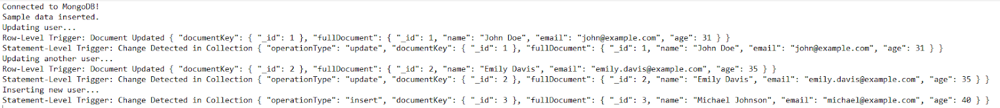 Connected to MongoDB!
Sample data inserted.
Updating user...
Row-Level Trigger: Document Updated { "documentKey": { "_id": 1 }, "fullDocument": { "_id": 1, "name": "John Doe", "email": "john@example.com", "age": 31 } }
Statement-Level Trigger: Change Detected in Collection { "operationType": "update", "documentKey": { "_id": 1 }, "fullDocument": { "_id": 1, "name": "John Doe", "email": "john@example.com", "age": 31 } }
Updating another user...
Row-Level Trigger: Document Updated { "documentKey": { "_id": 2 }, "fullDocument": { "_id": 2, "name": "Emily Davis", "email": "emily.davis@example.com", "age": 35 } }
Statement-Level Trigger: Change Detected in Collection { "operationType": "update", "documentKey": { "_id": 2 }, "fullDocument": { "_id": 2, "name": "Emily Davis", "email": "emily.davis@example.com", "age": 35 } }
Inserting new user...
Statement-Level Trigger: Change Detected in Collection { "operationType": "insert", "documentKey": { "_id": 3 }, "fullDocument": { "_id": 3, "name": "Michael Johnson", "email": "michael@example.com", "age": 40 } }